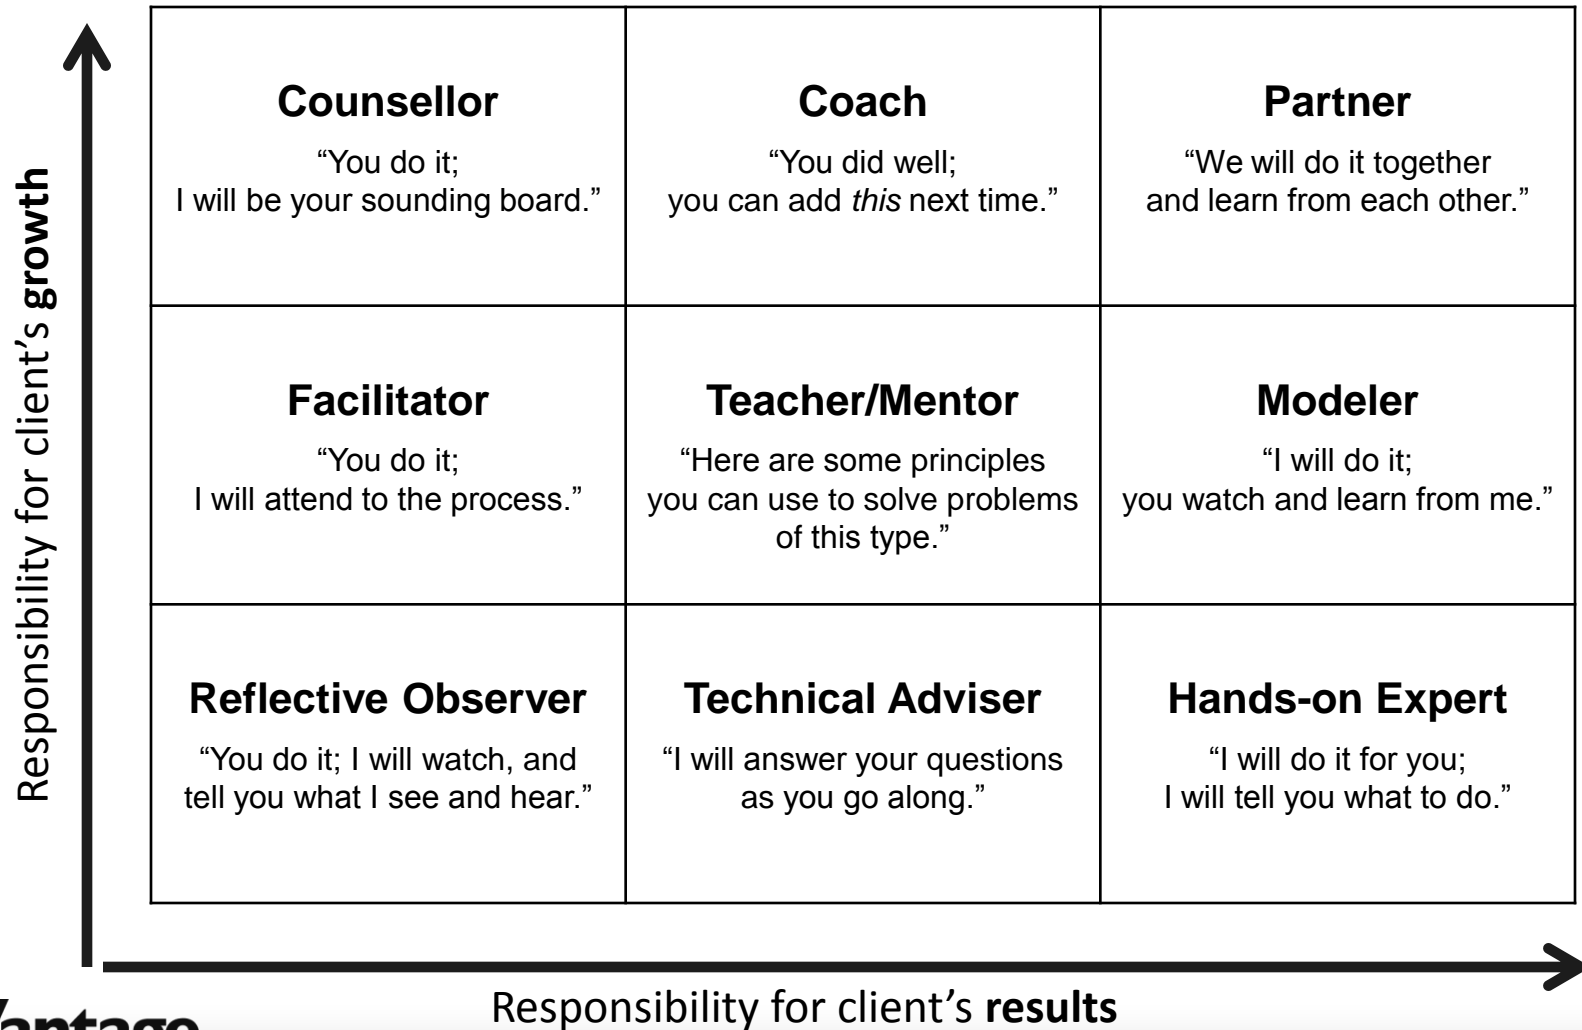 Counsellor
“You do it;
I will be your sounding board.”
Coach
“You did well;
you can add this next time.”
Partner
“We will do it together
and learn from each other.”
Responsibility for client’s growth
Facilitator
“You do it;
I will attend to the process.”
Teacher/Mentor
“Here are some principles
you can use to solve problems
of this type.”
Modeler
“I will do it;
you watch and learn from me.”
Reflective Observer
“You do it; I will watch, and
tell you what I see and hear.”
Technical Adviser
“I will answer your questions
as you go along.”
Hands-on Expert
“I will do it for you;
I will tell you what to do.”
Responsibility for client’s results